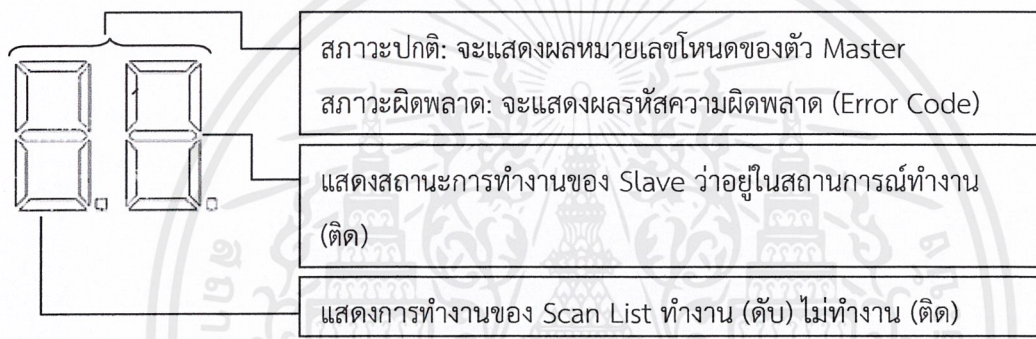 สภาวะปกติ: จะแสดงผลหมายเลขโหนดของตัว Master
สภาวะผิดพลาด: จะแสดงผลรหัสความผิดพลาด (Error Code)
แสดงสถานะการทำงานของ Slave ว่าอยู่ในสถานการณ์ทำงาน
(ติด)
แสดงการทำงานของ Scan List ทำงาน (ดับ) ไม่ทำงาน (ติด)